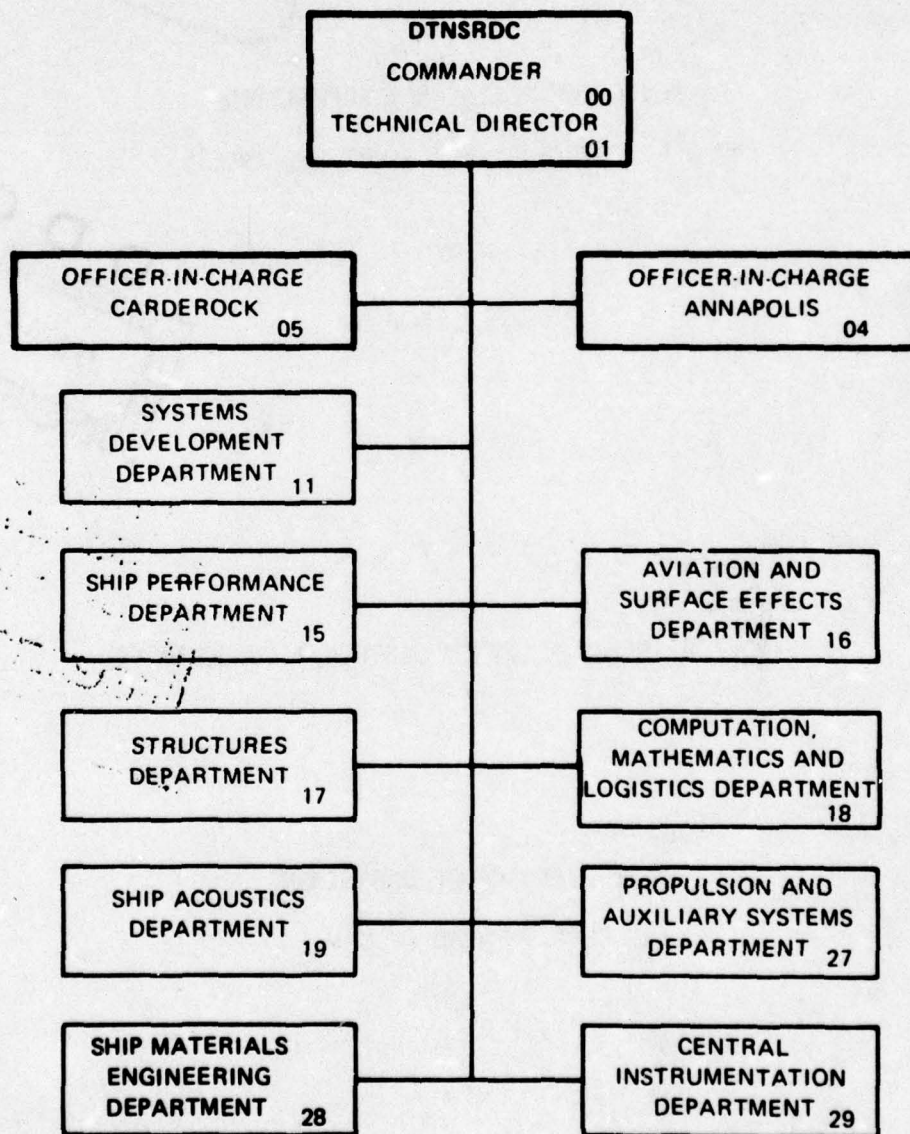 DTNSRDC
COMMANDER
00
TECHNICAL DIRECTOR
01
OFFICER-IN-CHARGE
CARDEROCK
05
OFFICER-IN-CHARGE
ANNAPOLIS
04
SYSTEMS
DEVELOPMENT
DEPARTMENT
11
SHIP PERFORMANCE
DEPARTMENT
15
AVIATION AND
SURFACE EFFECTS
DEPARTMENT
16
STRUCTURES
DEPARTMENT
17
COMPUTATION,
MATHEMATICS AND
LOGISTICS DEPARTMENT
18
SHIP ACOUSTICS
DEPARTMENT
19
PROPULSION AND
AUXILIARY SYSTEMS
DEPARTMENT
27
SHIP MATERIALS
ENGINEERING
DEPARTMENT
28
CENTRAL
INSTRUMENTATION
DEPARTMENT
29